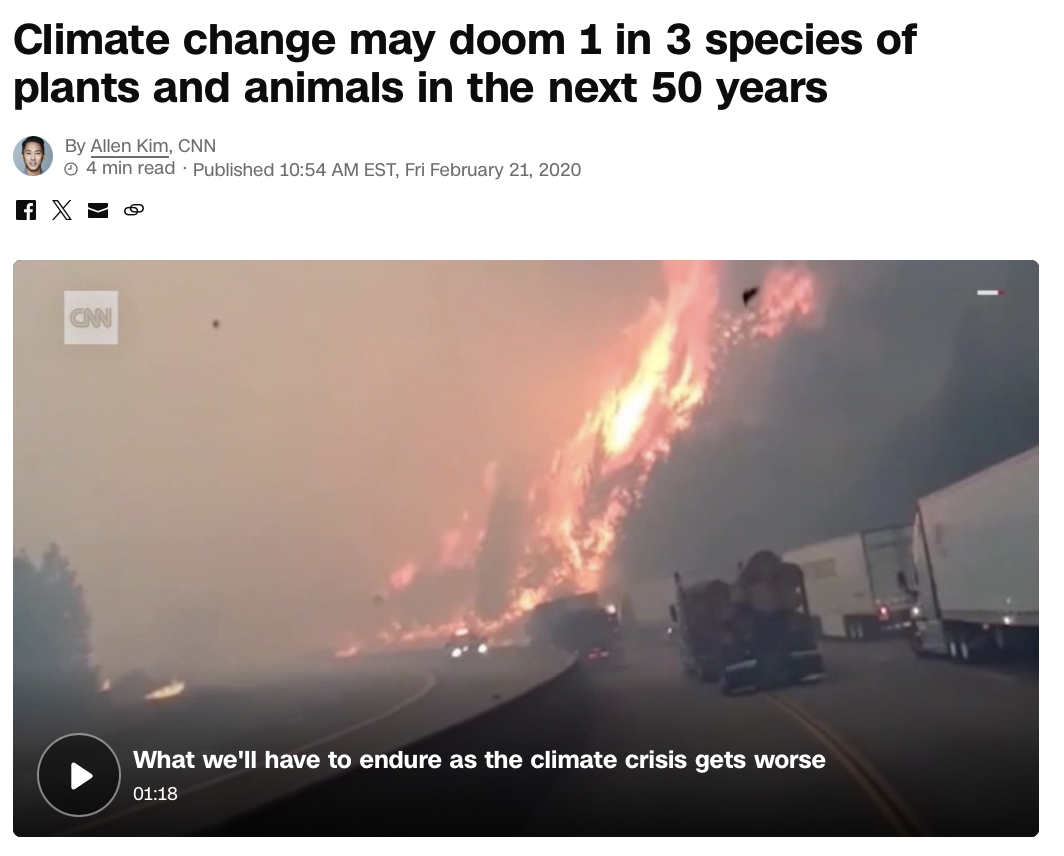 Climate change may doom 1 in 3 species of
plants and animals in the next 50 years
By Allen Kim, CNN
4 min read · Published 10:54 AM EST, Fri February 21, 2020
CNN
What we'll have to endure as the climate crisis gets worse
01:18